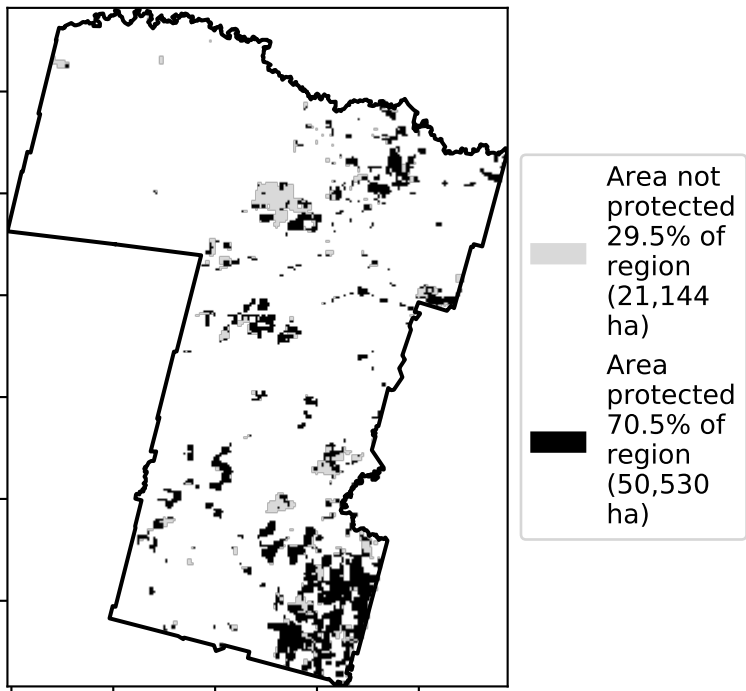 Area not
protected
29.5% of
region
(21,144
ha)
Area
protected
70.5% of
region
(50,530
ha)